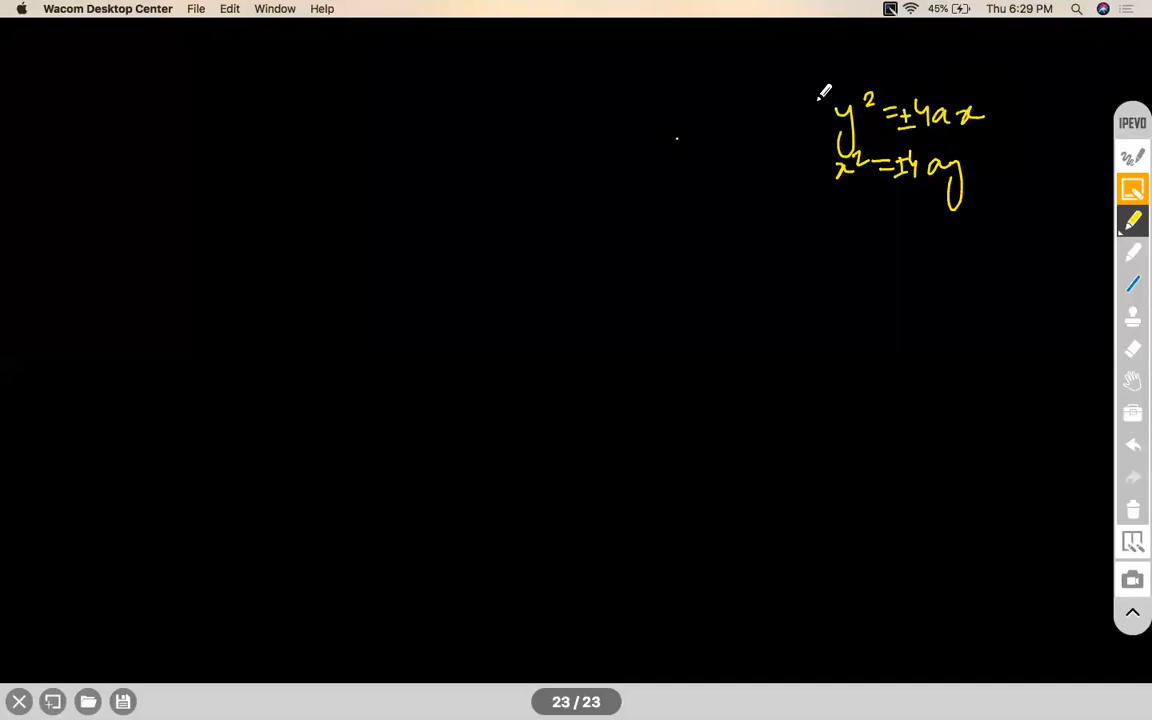 Wacom Desktop Center File Edit Window Help 45% Thu 6:29 PM
y² = ±4ax
x² = ±4ay
IPEVO
23 / 23